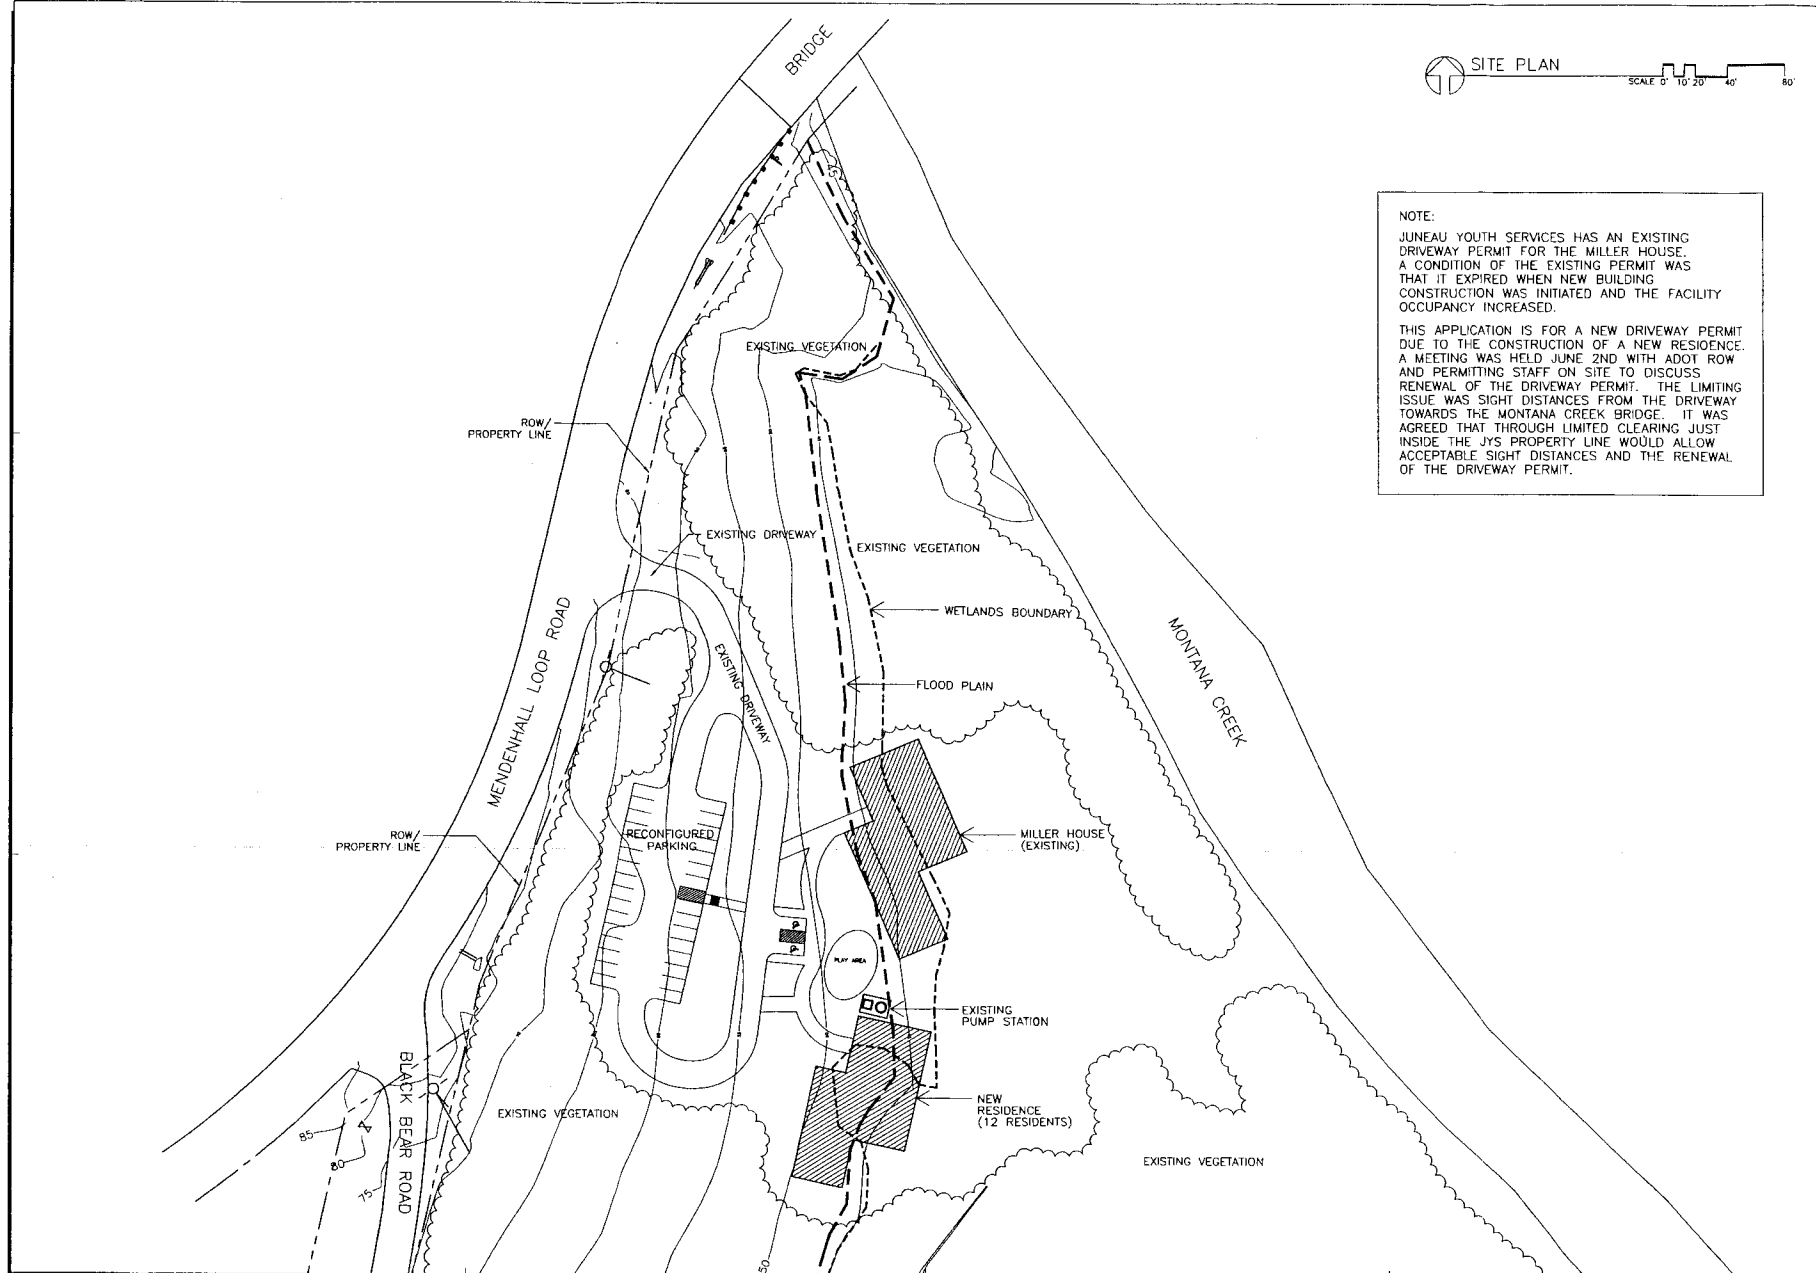 BRIDGE
SITE PLAN
SCALE 0' 10' 20' 40' 80'
NOTE:
JUNEAU YOUTH SERVICES HAS AN EXISTING
DRIVEWAY PERMIT FOR THE MILLER HOUSE.
A CONDITION OF THE EXISTING PERMIT WAS
THAT IT EXPIRED WHEN NEW BUILDING
CONSTRUCTION WAS INITIATED AND THE FACILITY
OCCUPANCY INCREASED.
THIS APPLICATION IS FOR A NEW DRIVEWAY PERMIT
DUE TO THE CONSTRUCTION OF A NEW RESIDENCE.
A MEETING WAS HELD JUNE 2ND WITH ADOT ROW
AND PERMITTING STAFF ON SITE TO DISCUSS
RENEWAL OF THE DRIVEWAY PERMIT. THE LIMITING
ISSUE WAS SIGHT DISTANCES FROM THE DRIVEWAY
TOWARDS THE MONTANA CREEK BRIDGE. IT WAS
AGREED THAT THROUGH LIMITED CLEARING JUST
INSIDE THE JYS PROPERTY LINE WOULD ALLOW
ACCEPTABLE SIGHT DISTANCES AND THE RENEWAL
OF THE DRIVEWAY PERMIT.
45
EXISTING VEGETATION
ROW/
PROPERTY LINE
EXISTING DRIVEWAY
EXISTING VEGETATION
WETLANDS BOUNDARY
MENDENHALL LOOP ROAD
EXISTING DRIVEWAY
FLOOD PLAIN
MONTANA CREEK
ROW/
PROPERTY LINE
RECONFIGURED
PARKING
MILLER HOUSE
(EXISTING)
PLAY AREA
EXISTING
PUMP STATION
BLACK BEAR ROAD
EXISTING VEGETATION
NEW
RESIDENCE
(12 RESIDENTS)
85
80
75
EXISTING VEGETATION
50